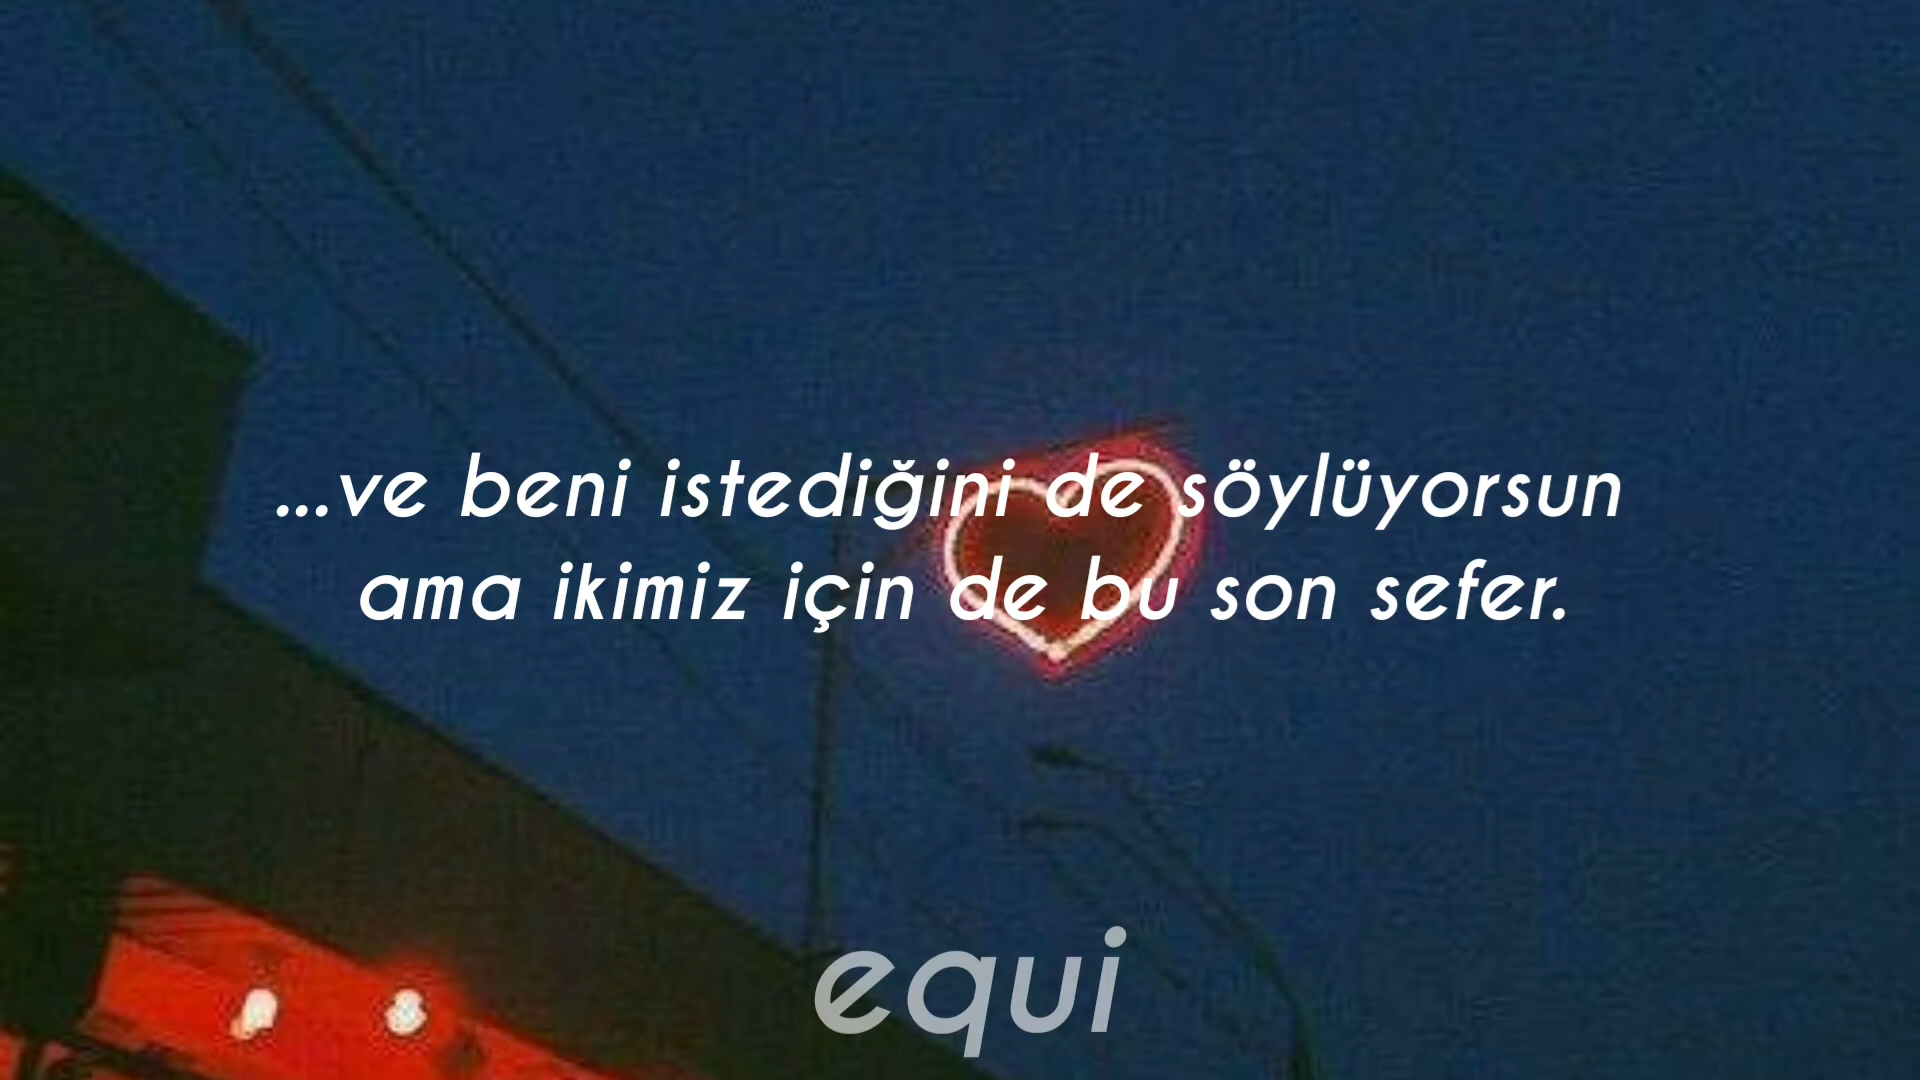 ...ve beni istediğini de söylüyorsun
ama ikimiz için de bu son sefer.
equi